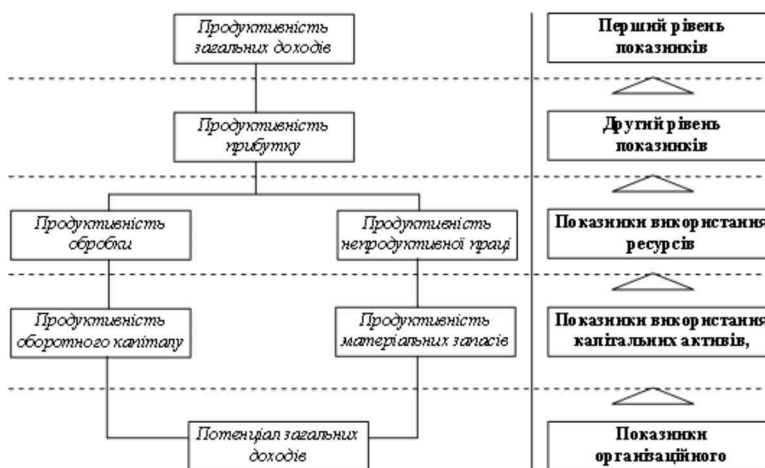 Продуктивність
загальних доходів
Перший рівень
показників
Продуктивність
прибутку
Другий рівень
показників
Продуктивність
обробки
Продуктивність
непродуктивної праці
Показники використання
ресурсів
Продуктивність
оборотного капіталу
Продуктивність
матеріальних запасів
Показники використання
капітальних активів,
Потенціал загальних
доходів
Показники
організаційного